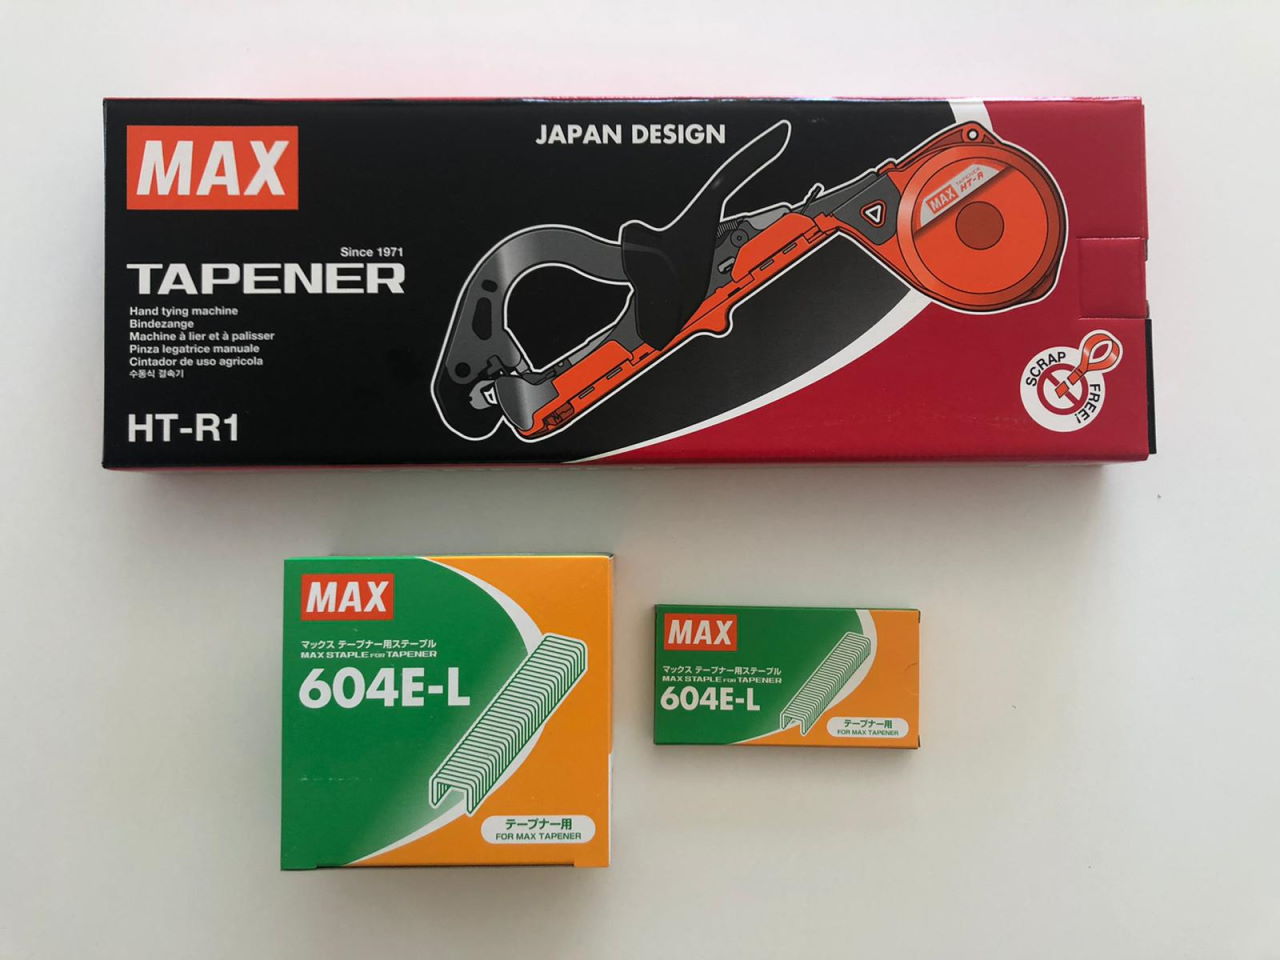 MAX
JAPAN DESIGN
Since 1971
TAPENER
Hand tying machine
Bindezange
Machine à lier et à palisser
Pinza legatrice manuale
Cintador de uso agricola
수동식 결속기
HT-R1
MAX
TAPENER
HT-R
SCRAP
FREE!
MAX
マックス テープナー用ステープル
MAX STAPLE FOR TAPENER
604E-L
テープナー用
FOR MAX TAPENER
MAX
マックス テープナー用ステープル
MAX STAPLE FOR TAPENER
604E-L
テープナー用
FOR MAX TAPENER